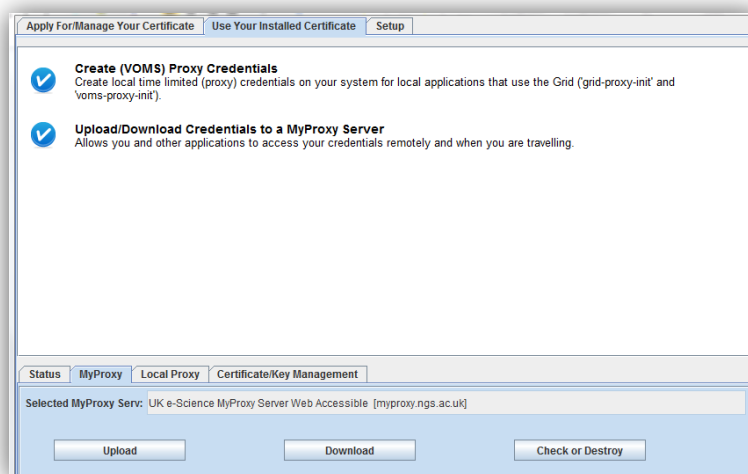 Apply For/Manage Your Certificate Use Your Installed Certificate Setup
Create (VOMS) Proxy Credentials
Create local time limited (proxy) credentials on your system for local applications that use the Grid ('grid-proxy-init' and
'voms-proxy-init').
Upload/Download Credentials to a MyProxy Server
Allows you and other applications to access your credentials remotely and when you are travelling.
Status MyProxy Local Proxy Certificate/Key Management
Selected MyProxy Serv: UK e-Science MyProxy Server Web Accessible [myproxy.ngs.ac.uk]
Upload Download Check or Destroy